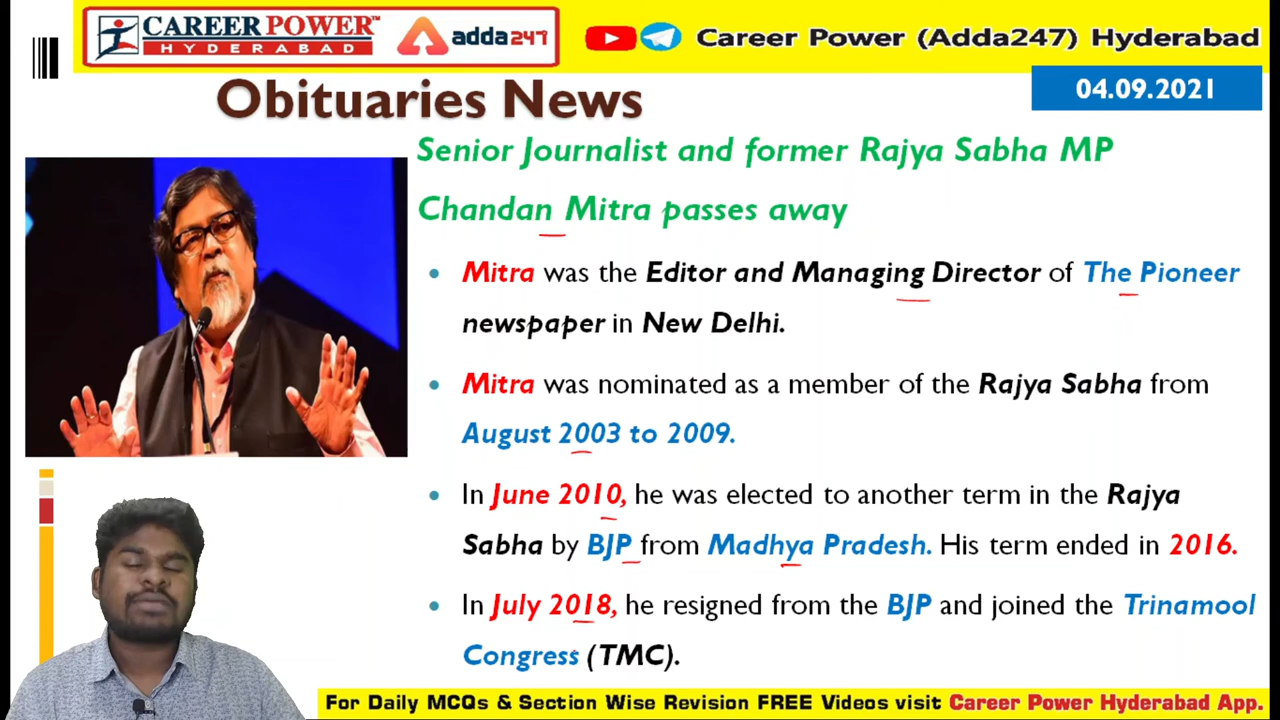 CAREER POWER™
HYDERABAD
adda247
Career Power (Adda247) Hyderabad
Obituaries News
04.09.2021
Senior Journalist and former Rajya Sabha MP
Chandan Mitra passes away
• Mitra was the Editor and Managing Director of The Pioneer
newspaper in New Delhi.
• Mitra was nominated as a member of the Rajya Sabha from
August 2003 to 2009.
• In June 2010, he was elected to another term in the Rajya
Sabha by BJP from Madhya Pradesh. His term ended in 2016.
• In July 2018, he resigned from the BJP and joined the Trinamool
Congress (TMC).
For Daily MCQs & Section Wise Revision FREE Videos visit Career Power Hyderabad App.